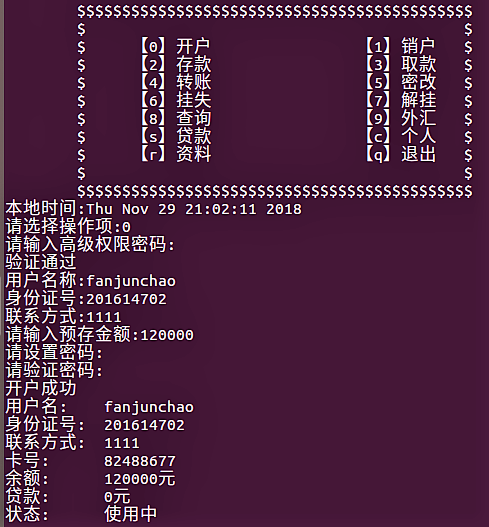 $$$$$$$$$$$$$$$$$$$$$$$$$$$$$$$$$
$ $
$ 【0】开户 【1】销户 $
$ 【2】存款 【3】取款 $
$ 【4】转账 【5】密改 $
$ 【6】挂失 【7】解挂 $
$ 【8】查询 【9】外汇 $
$ 【s】贷款 【c】个人 $
$ 【r】资料 【q】退出 $
$ $
$$$$$$$$$$$$$$$$$$$$$$$$$$$$$$$$$
本地时间:Thu Nov 29 21:02:11 2018
请选择操作项:0
请输入高级权限密码:
验证通过
用户名称:fanjunchao
身份证号:201614702
联系方式:1111
请输入预存金额:120000
请设置密码:
请验证密码:
开户成功
用户名: fanjunchao
身份证号: 201614702
联系方式: 1111
卡号: 82488677
余额: 120000元
贷款: 0元
状态: 使用中